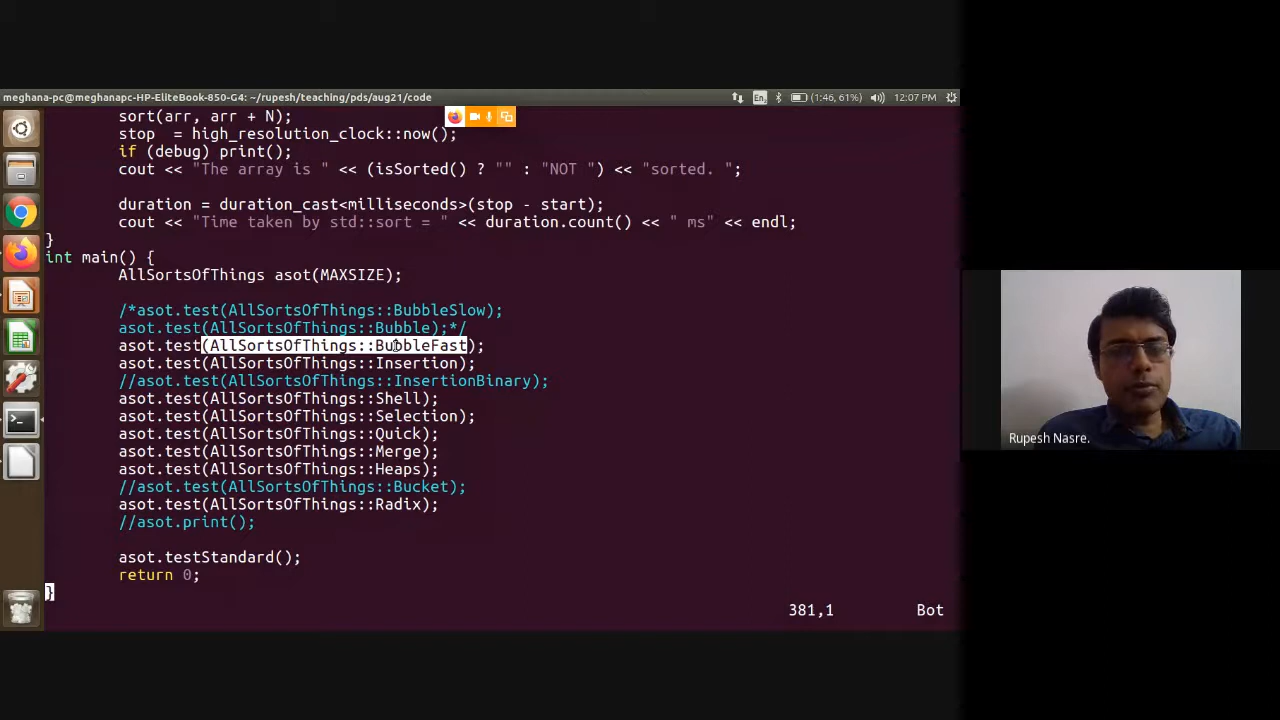 meghana-pc@meghanapc-HP-EliteBook-850-G4: ~/rupesh/teaching/pds/aug21/code
En
(1:46, 61%)
12:07 PM
sort(arr, arr + N);
stop  = high_resolution_clock::now();
if (debug) print();
cout << "The array is " << (isSorted() ? "" : "NOT ") << "sorted. ";
duration = duration_cast<milliseconds>(stop - start);
cout << "Time taken by std::sort = " << duration.count() << " ms" << endl;
}
int main() {
AllSortsOfThings asot(MAXSIZE);
/*asot.test(AllSortsOfThings::BubbleSlow);
asot.test(AllSortsOfThings::Bubble);*/
asot.test(AllSortsOfThings::BubbleFast);
asot.test(AllSortsOfThings::Insertion);
//asot.test(AllSortsOfThings::InsertionBinary);
asot.test(AllSortsOfThings::Shell);
asot.test(AllSortsOfThings::Selection);
asot.test(AllSortsOfThings::Quick);
asot.test(AllSortsOfThings::Merge);
asot.test(AllSortsOfThings::Heaps);
//asot.test(AllSortsOfThings::Bucket);
asot.test(AllSortsOfThings::Radix);
//asot.print();
asot.testStandard();
return 0;
}
381,1
Bot
Rupesh Nasre.